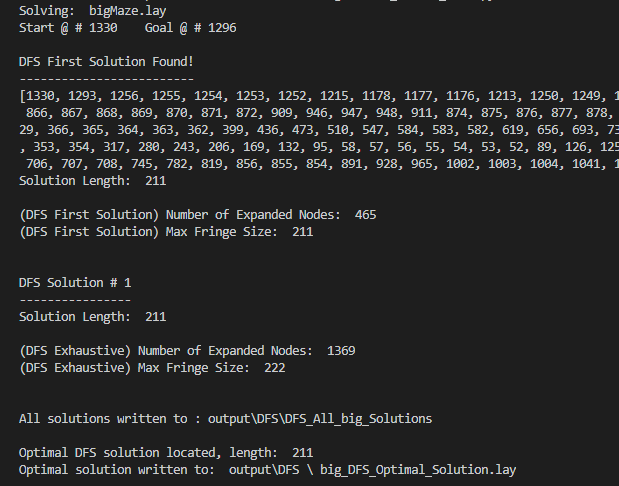 Solving:  bigMaze.lay
Start @ # 1330    Goal @ # 1296
DFS First Solution Found!
-------------------------
[1330, 1293, 1256, 1255, 1254, 1253, 1252, 1215, 1178, 1177, 1176, 1213, 1250, 1249, 1
866, 867, 868, 869, 870, 871, 872, 909, 946, 947, 948, 911, 874, 875, 876, 877, 878,
29, 366, 365, 364, 363, 362, 399, 436, 473, 510, 547, 584, 583, 582, 619, 656, 693, 73
, 353, 354, 317, 280, 243, 206, 169, 132, 95, 58, 57, 56, 55, 54, 53, 52, 89, 126, 125
706, 707, 708, 745, 782, 819, 856, 855, 854, 891, 928, 965, 1002, 1003, 1004, 1041, 1
Solution Length:  211
(DFS First Solution) Number of Expanded Nodes:  465
(DFS First Solution) Max Fringe Size:  211
DFS Solution # 1
----------------
Solution Length:  211
(DFS Exhaustive) Number of Expanded Nodes:  1369
(DFS Exhaustive) Max Fringe Size:  222
All solutions written to : output\DFS\DFS_All_big_Solutions
Optimal DFS solution located, length:  211
Optimal solution written to:  output\DFS \ big_DFS_Optimal_Solution.lay